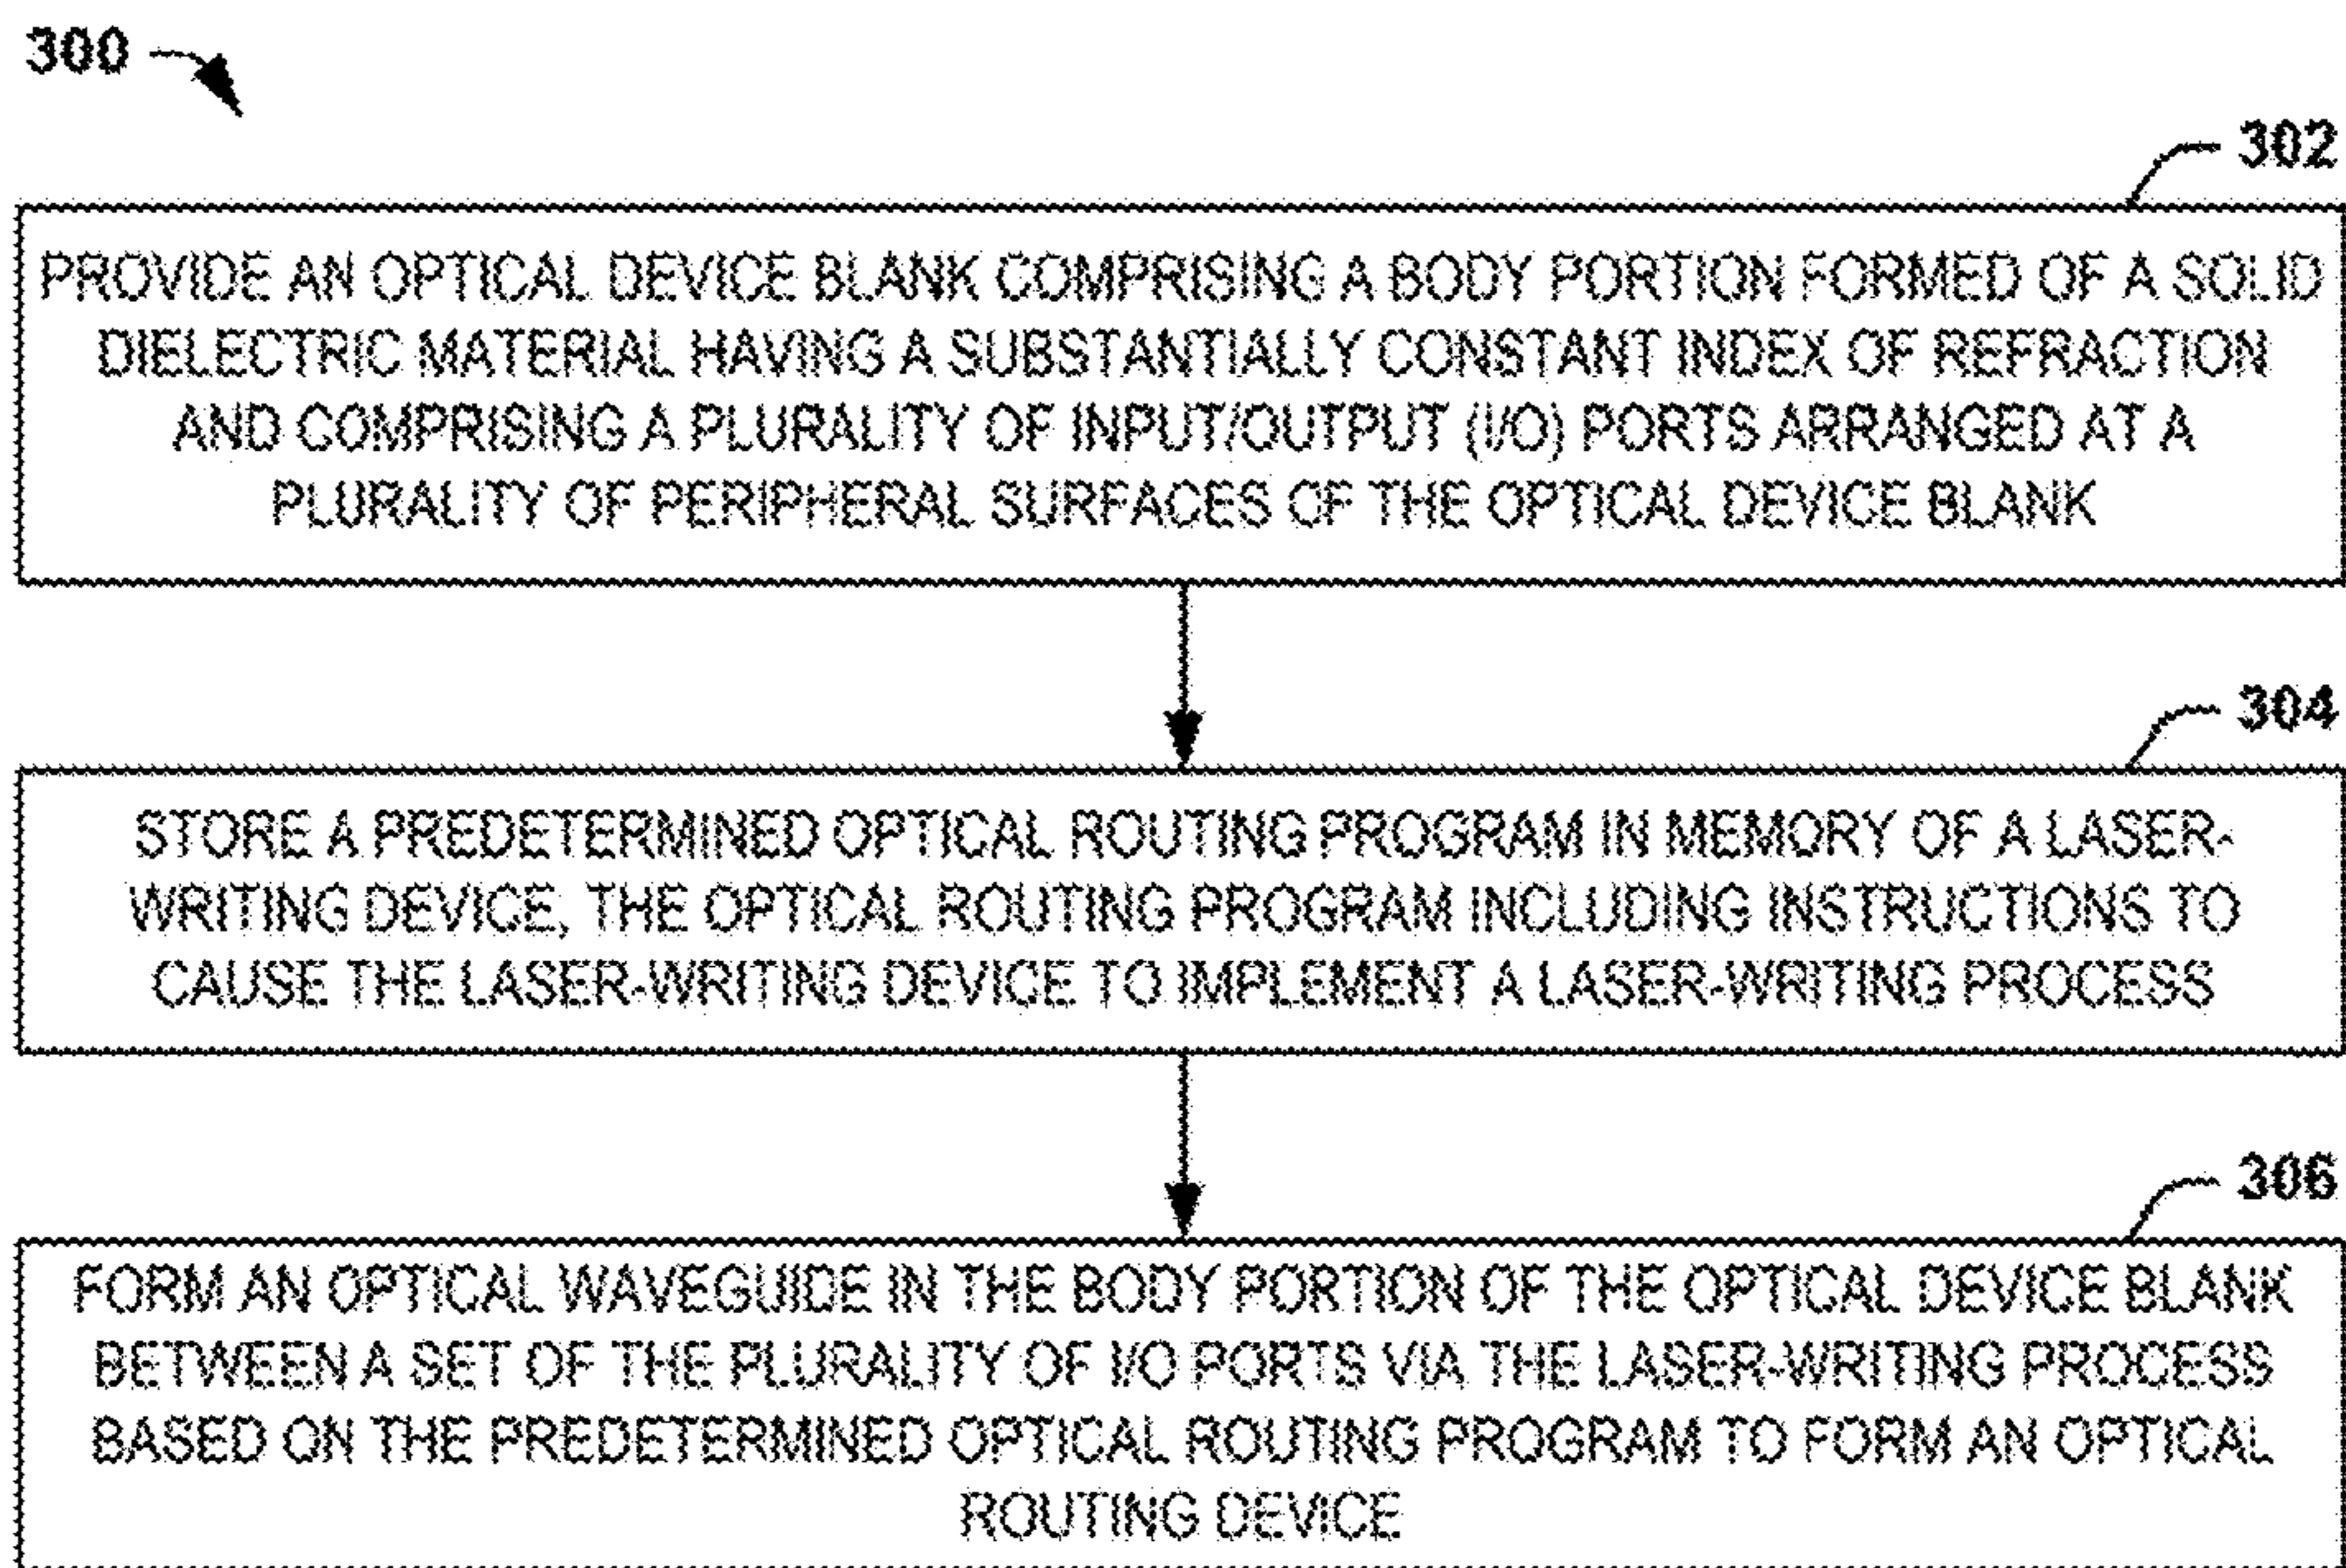 300
302
PROVIDE AN OPTICAL DEVICE BLANK COMPRISING A BODY PORTION FORMED OF A SOLID
DIELECTRIC MATERIAL HAVING A SUBSTANTIALLY CONSTANT INDEX OF REFRACTION
AND COMPRISING A PLURALITY OF INPUT/OUTPUT (I/O) PORTS ARRANGED AT A
PLURALITY OF PERIPHERAL SURFACES OF THE OPTICAL DEVICE BLANK
304
STORE A PREDETERMINED OPTICAL ROUTING PROGRAM IN MEMORY OF A LASER-
WRITING DEVICE, THE OPTICAL ROUTING PROGRAM INCLUDING INSTRUCTIONS TO
CAUSE THE LASER-WRITING DEVICE TO IMPLEMENT A LASER-WRITING PROCESS
306
FORM AN OPTICAL WAVEGUIDE IN THE BODY PORTION OF THE OPTICAL DEVICE BLANK
BETWEEN A SET OF THE PLURALITY OF I/O PORTS VIA THE LASER-WRITING PROCESS
BASED ON THE PREDETERMINED OPTICAL ROUTING PROGRAM TO FORM AN OPTICAL
ROUTING DEVICE